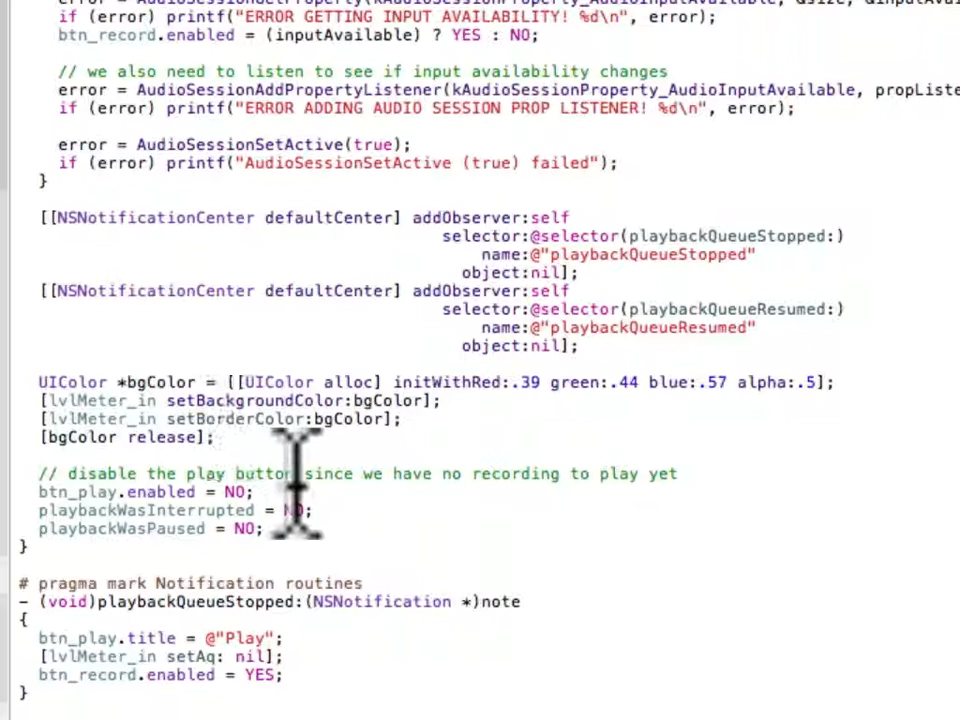 if (error) printf("ERROR GETTING INPUT AVAILABILITY! %d\n", error);
btn_record.enabled = (inputAvailable) ? YES : NO;
// we also need to listen to see if input availability changes
error = AudioSessionAddPropertyListener(kAudioSessionProperty_AudioInputAvailable, propListe
if (error) printf("ERROR ADDING AUDIO SESSION PROP LISTENER! %d\n", error);
error = AudioSessionSetActive(true);
if (error) printf("AudioSessionSetActive (true) failed");
}
[[NSNotificationCenter defaultCenter] addObserver:self
selector:@selector(playbackQueueStopped:)
name:@"playbackQueueStopped"
object:nil];
[[NSNotificationCenter defaultCenter] addObserver:self
selector:@selector(playbackQueueResumed:)
name:@"playbackQueueResumed"
object:nil];
UIColor *bgColor = [[UIColor alloc] initWithRed:.39 green:.44 blue:.57 alpha:.5];
[lvlMeter_in setBackgroundColor:bgColor];
[lvlMeter_in setBorderColor:bgColor];
[bgColor release];
// disable the play button since we have no recording to play yet
btn_play.enabled = NO;
playbackWasInterrupted = NO;
playbackWasPaused = NO;
}
# pragma mark Notification routines
- (void)playbackQueueStopped:(NSNotification *)note
{
btn_play.title = @"Play";
[lvlMeter_in setAq: nil];
btn_record.enabled = YES;
}